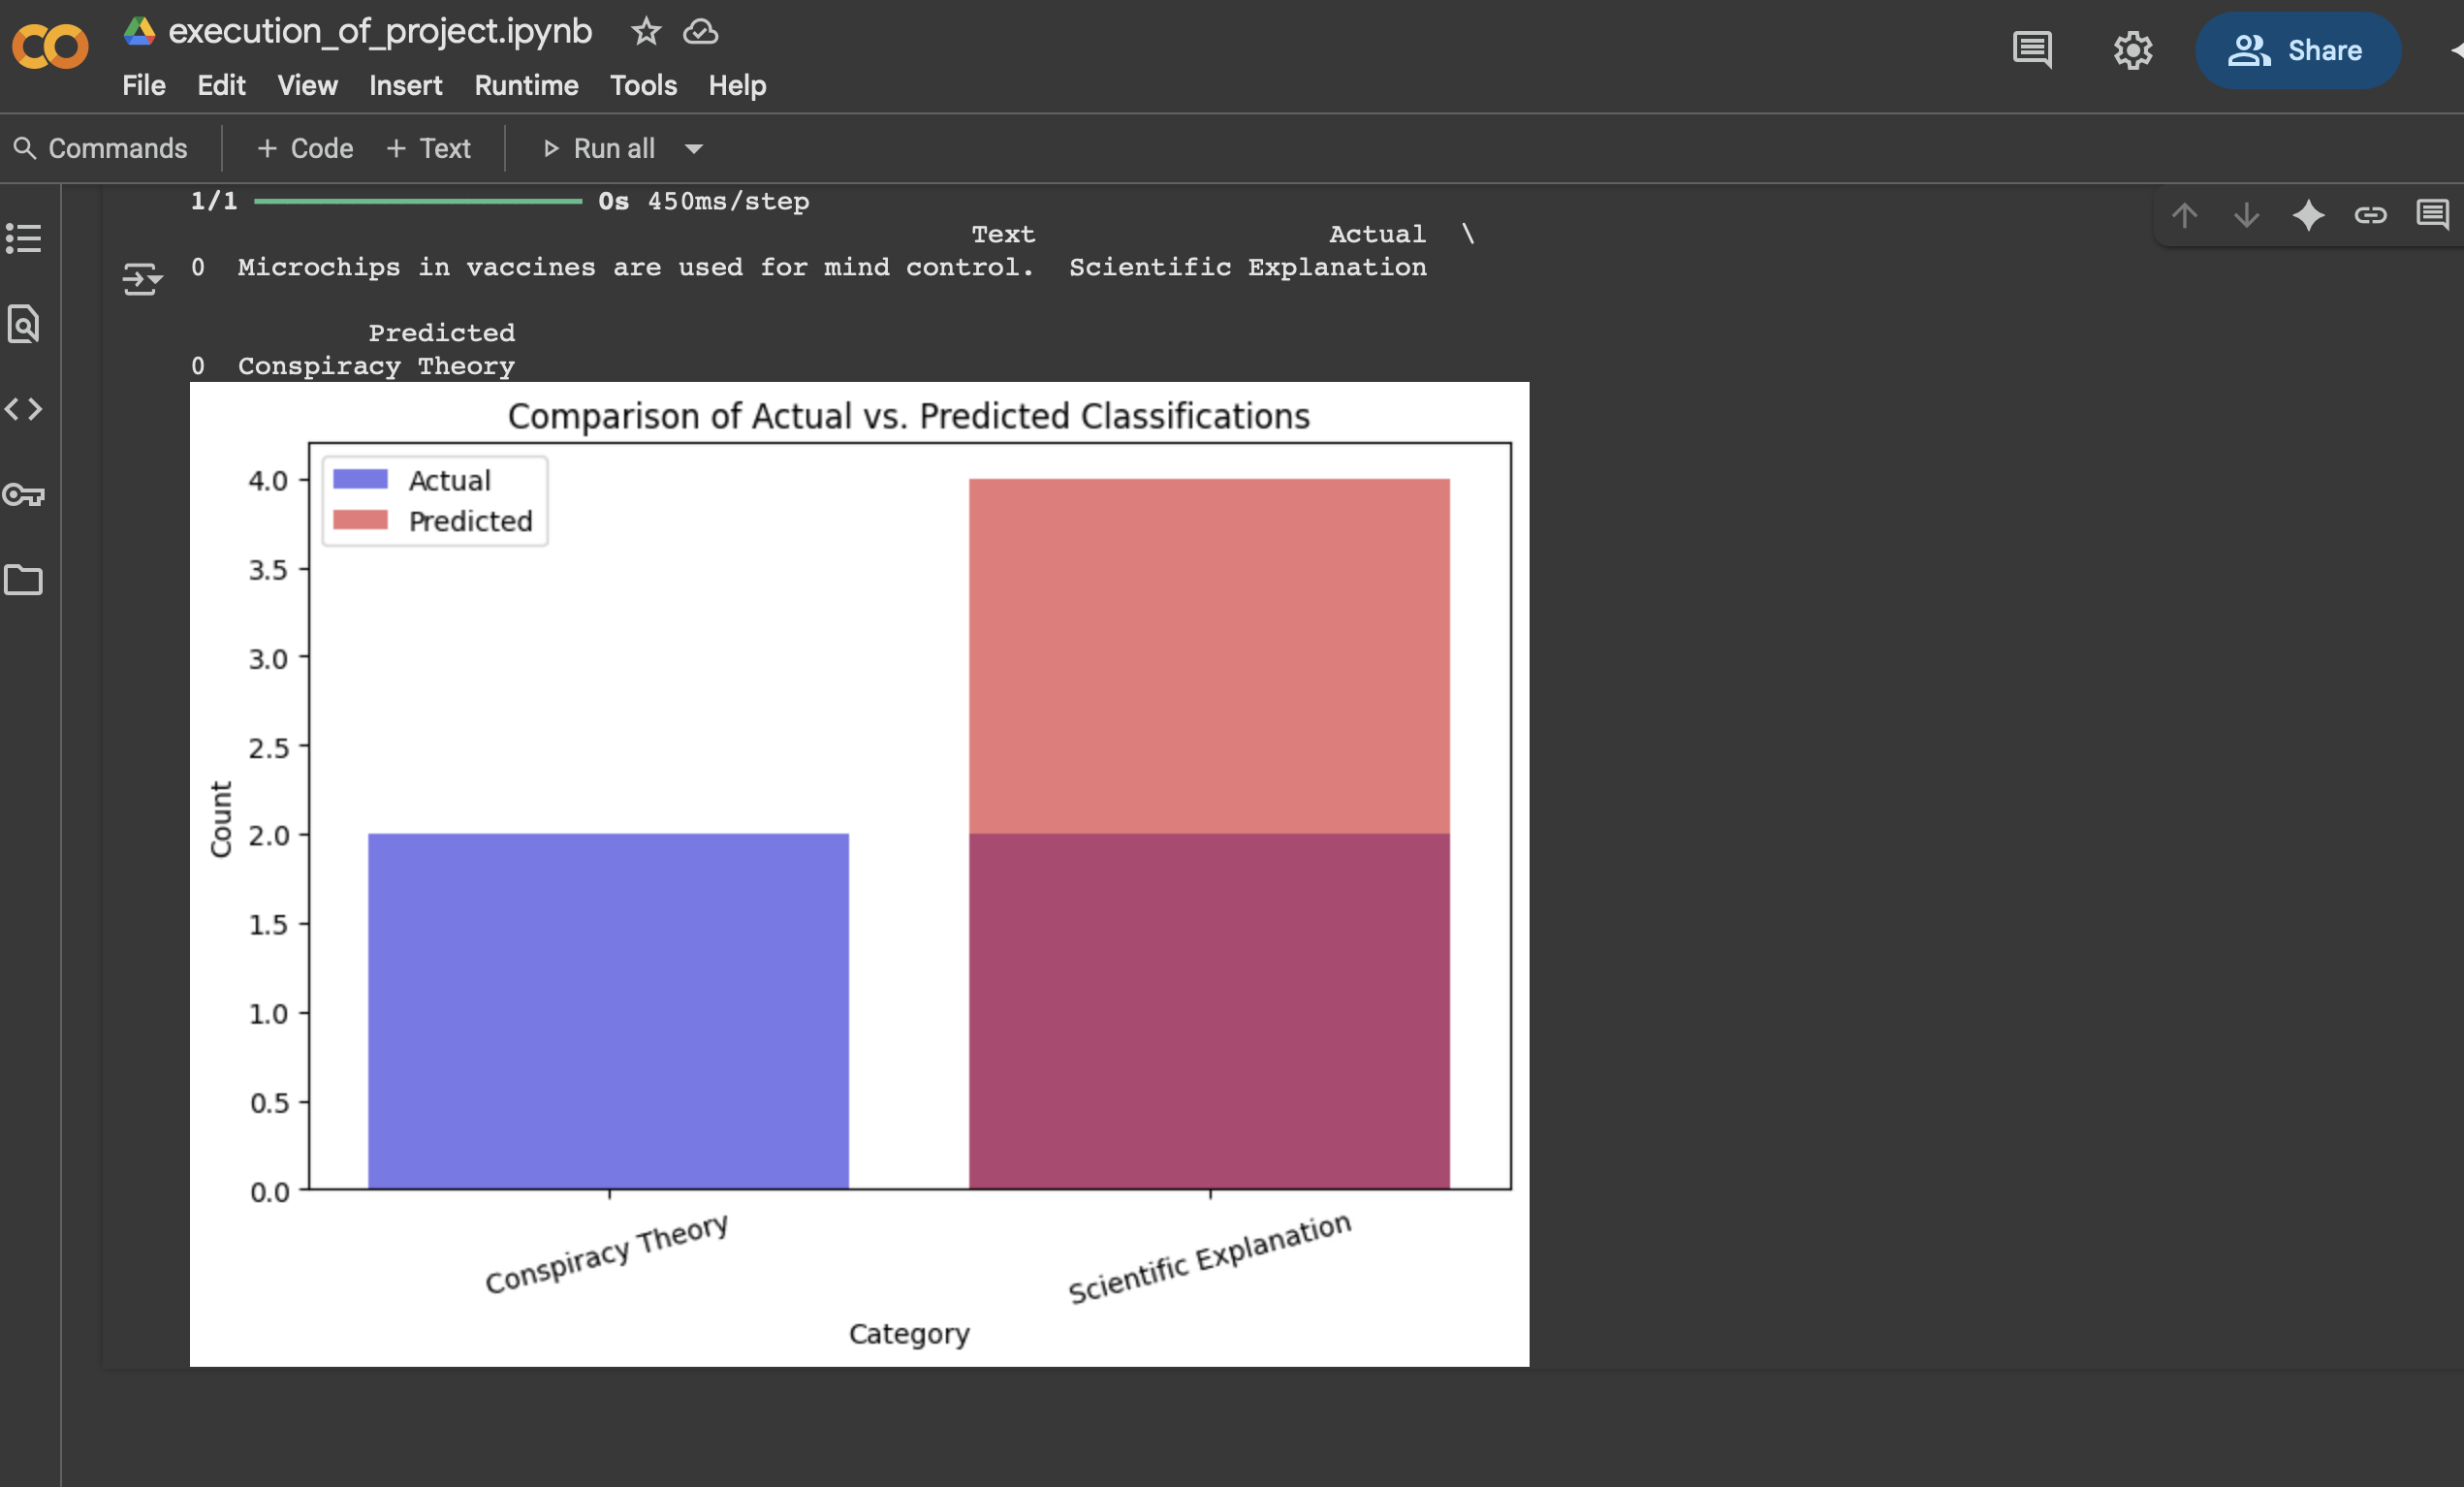 execution_of_project.ipynb
File Edit View Insert Runtime Tools Help
Share
Commands + Code + Text Run all
1/1 0s 450ms/step
Text Actual \
0 Microchips in vaccines are used for mind control. Scientific Explanation
Predicted
0 Conspiracy Theory
Comparison of Actual vs. Predicted Classifications
Actual
Predicted
4.0
3.5
3.0
2.5
2.0
1.5
1.0
0.5
0.0
Count
Conspiracy Theory
Scientific Explanation
Category